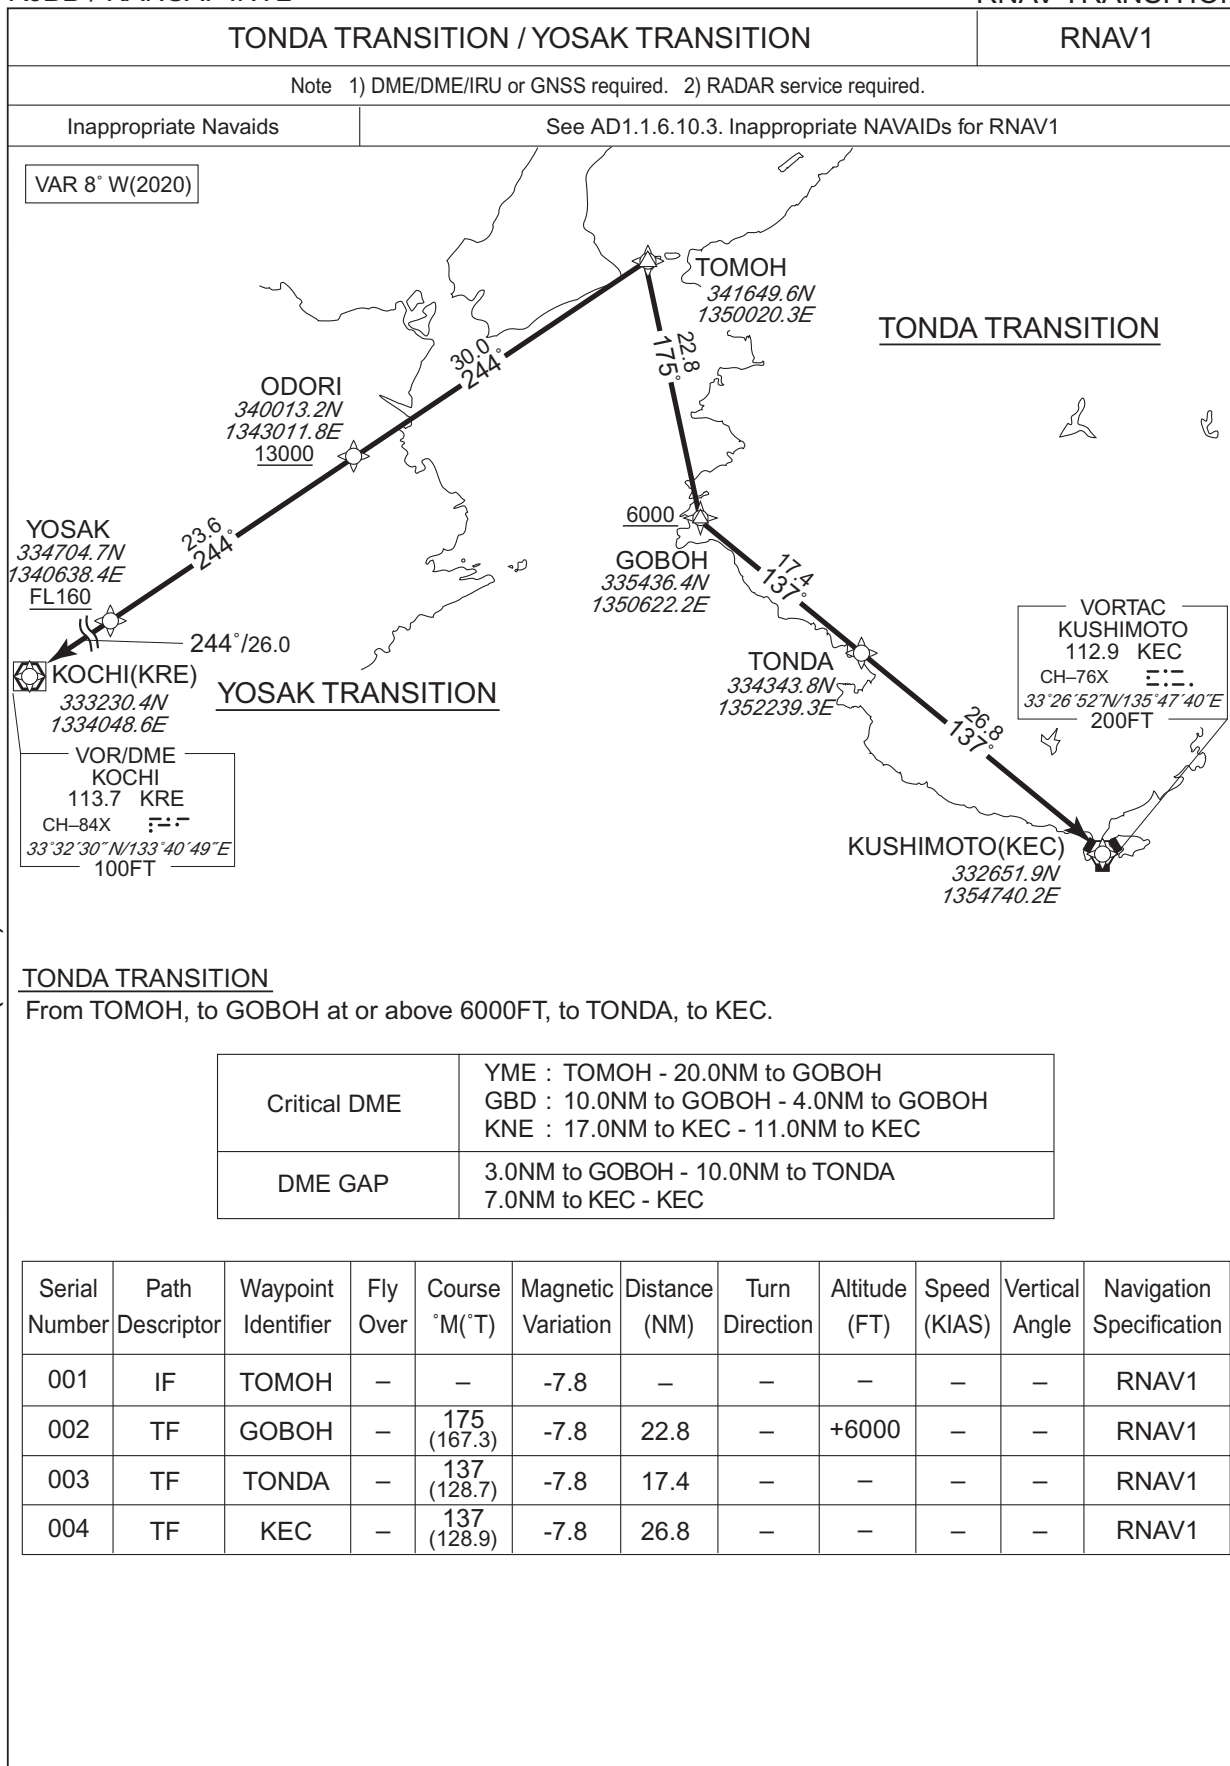 TONDA TRANSITION / YOSAK TRANSITION
RNAV1
Note 1) DME/DME/IRU or GNSS required. 2) RADAR service required.
Inappropriate Navaids
See AD1.1.6.10.3. Inappropriate NAVAIDs for RNAV1
VAR 8˚ W(2020)
TOMOH
341649.6N
1350020.3E
TONDA TRANSITION
30.0
244˚
22.8
175˚
ODORI
340013.2N
1343011.8E
13000
YOSAK
334704.7N
1340638.4E
FL160
23.6
244˚
6000
GOBOH
335436.4N
1350622.2E
17.4
137˚
244˚/26.0
KOCHI(KRE)
333230.4N
1334048.6E
YOSAK TRANSITION
TONDA
334343.8N
1352239.3E
VORTAC
KUSHIMOTO
112.9 KEC
CH–76X
33˚26´52˝N/135˚47´40˝E
200FT
26.8
137˚
VOR/DME
KOCHI
113.7 KRE
CH–84X
33˚32´30˝N/133˚40´49˝E
100FT
KUSHIMOTO(KEC)
332651.9N
1354740.2E
TONDA TRANSITION
From TOMOH, to GOBOH at or above 6000FT, to TONDA, to KEC.
Critical DME
YME : TOMOH - 20.0NM to GOBOH
GBD : 10.0NM to GOBOH - 4.0NM to GOBOH
KNE : 17.0NM to KEC - 11.0NM to KEC
DME GAP
3.0NM to GOBOH - 10.0NM to TONDA
7.0NM to KEC - KEC
Serial Number Path Descriptor Waypoint Identifier Fly Over Course ˚M(˚T) Magnetic Variation Distance (NM) Turn Direction Altitude (FT) Speed (KIAS) Vertical Angle Navigation Specification
001 IF TOMOH – – -7.8 – – – – – RNAV1
002 TF GOBOH – 175 (167.3) -7.8 22.8 – +6000 – – RNAV1
003 TF TONDA – 137 (128.7) -7.8 17.4 – – – – RNAV1
004 TF KEC – 137 (128.9) -7.8 26.8 – – – – RNAV1